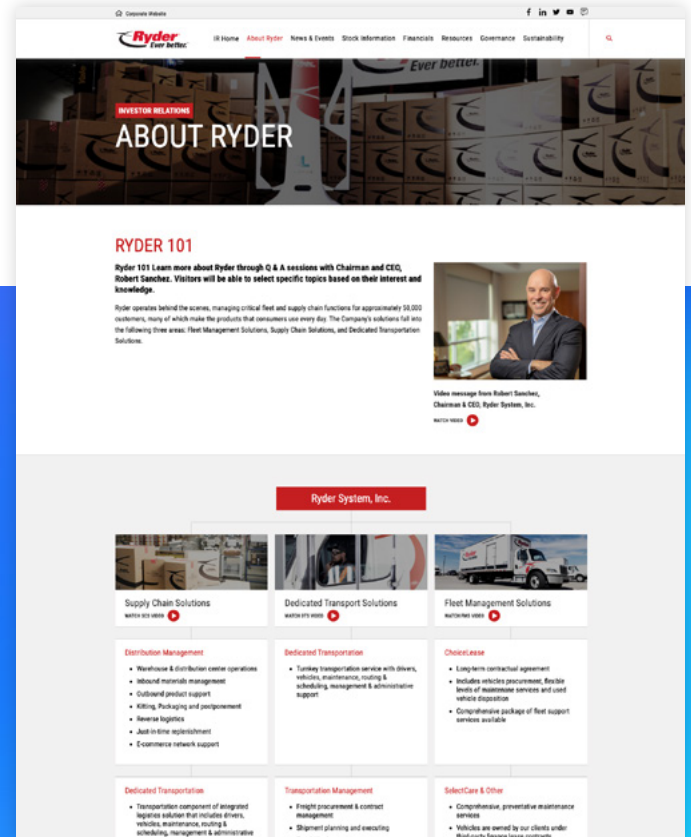 Corporate Website
Ryder
Ever better.
IR Home About Ryder News & Events Stock Information Financials Resources Governance Sustainability
Ever better.
INVESTOR RELATIONS
ABOUT RYDER
RYDER 101
Ryder 101 Learn more about Ryder through Q & A sessions with Chairman and CEO,
Robert Sanchez. Visitors will be able to select specific topics based on their interest and
knowledge.
Ryder operates behind the scenes, managing critical fleet and supply chain functions for approximately 50,000
customers, many of which make the products that consumers use every day. The Company's solutions fall into
the following three areas: Fleet Management Solutions, Supply Chain Solutions, and Dedicated Transportation
Solutions.
Video message from Robert Sanchez,
Chairman & CEO, Ryder System, Inc.
WATCH VIDEO
Ryder System, Inc.
Supply Chain Solutions
WATCH SCS VIDEO
Dedicated Transport Solutions
WATCH DTS VIDEO
Fleet Management Solutions
WATCH FMS VIDEO
Distribution Management
• Warehouse & distribution center operations
• Inbound materials management
• Outbound product support
• Kitting, Packaging and postponement
• Reverse logistics
• Just-in-time replenishment
• E-commerce network support
Dedicated Transportation
• Turnkey transportation service with drivers,
vehicles, maintenance, routing &
scheduling, management & administrative
support
ChoiceLease
• Long-term contractual agreement
• Includes vehicles procurement, flexible
levels of maintenance services and used
vehicle disposition
• Comprehensive package of fleet support
services available
Dedicated Transportation
• Transportation component of integrated
logistics solution that includes drivers,
vehicles, maintenance, routing &
scheduling, management & administrative
Transportation Management
• Freight procurement & contract
management
• Shipment planning and executing
SelectCare & Other
• Comprehensive, preventative maintenance
services
• Vehicles are owned by our clients under
third-party finance lease contracts